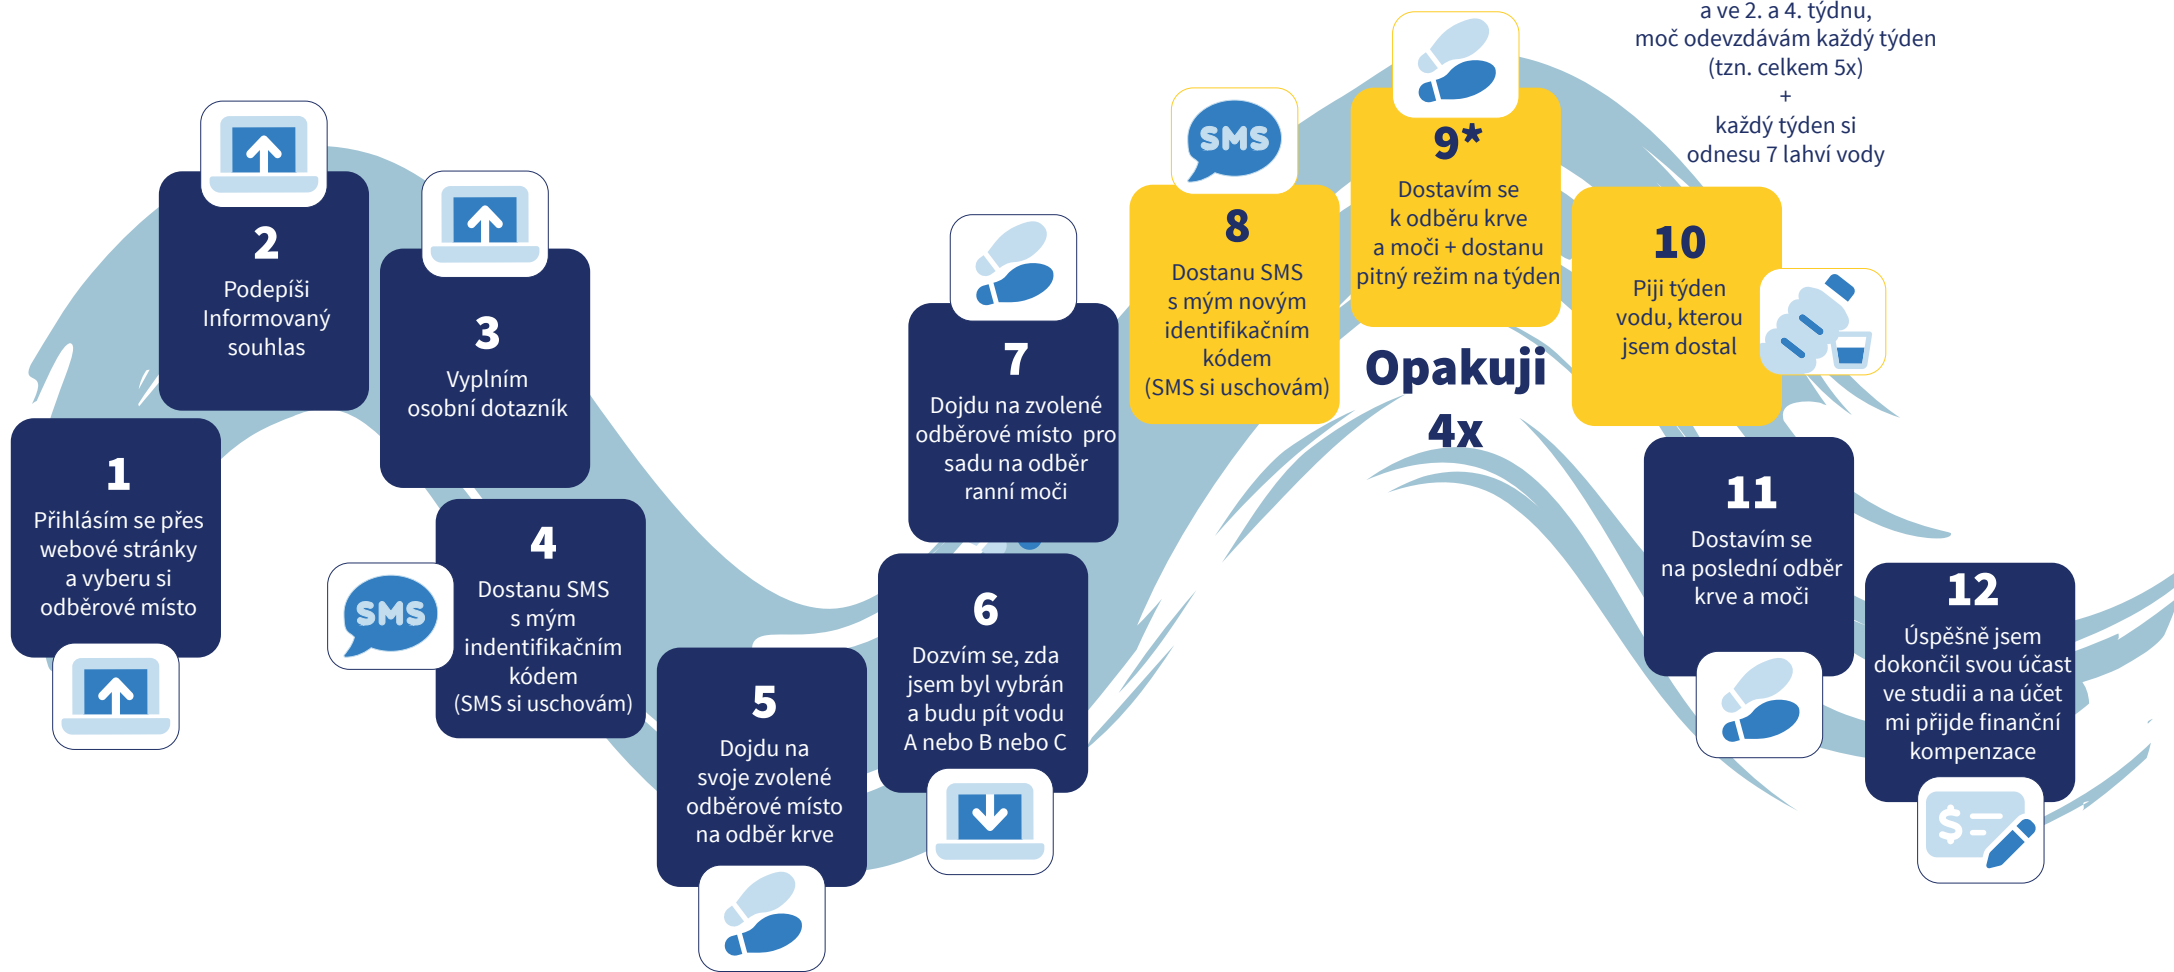 1
Přihlásím se přes
webové stránky
a vyberu si
odběrové místo
2
Podepíši
Informovaný
souhlas
3
Vyplním
osobní dotazník
4
SMS
Dostanu SMS
s mým
indentifikačním
kódem
(SMS si uschovám)
5
Dojdu na
svoje zvolené
odběrové místo
na odběr krve
6
Dozvím se, zda
jsem byl vybrán
a budu pít vodu
A nebo B nebo C
7
Dojdu na zvolené
odběrové místo pro
sadu na odběr
ranní moči
SMS
8
Dostanu SMS
s mým novým
identifikačním
kódem
(SMS si uschovám)
9*
Dostavím se
k odběru krve
a moči + dostanu
pitný režim na týden
Opakuji
4x
a ve 2. a 4. týdnu,
moč odevzdávám každý týden
(tzn. celkem 5x)
+
každý týden si
odnesu 7 lahví vody
10
Piji týden
vodu, kterou
jsem dostal
11
Dostavím se
na poslední odběr
krve a moči
12
Úspěšně jsem
dokončil svou účast
ve studii a na účet
mi přijde finanční
kompenzace
$